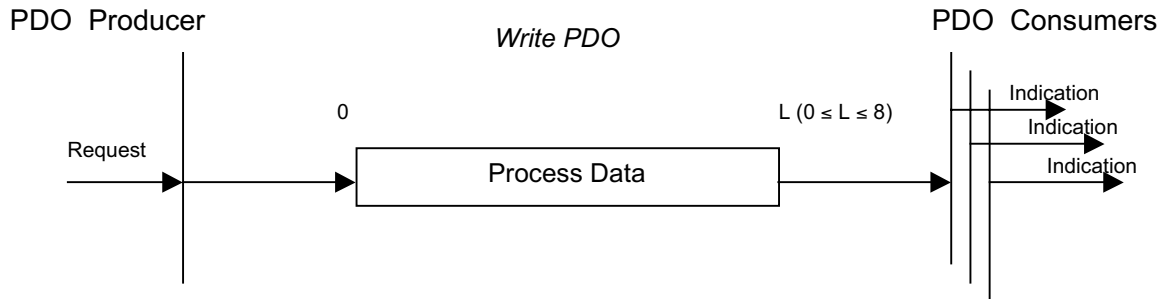 PDO Producer
Write PDO
PDO Consumers
0
L (0 ≤ L ≤ 8)
Indication
Indication
Request
Indication
Process Data